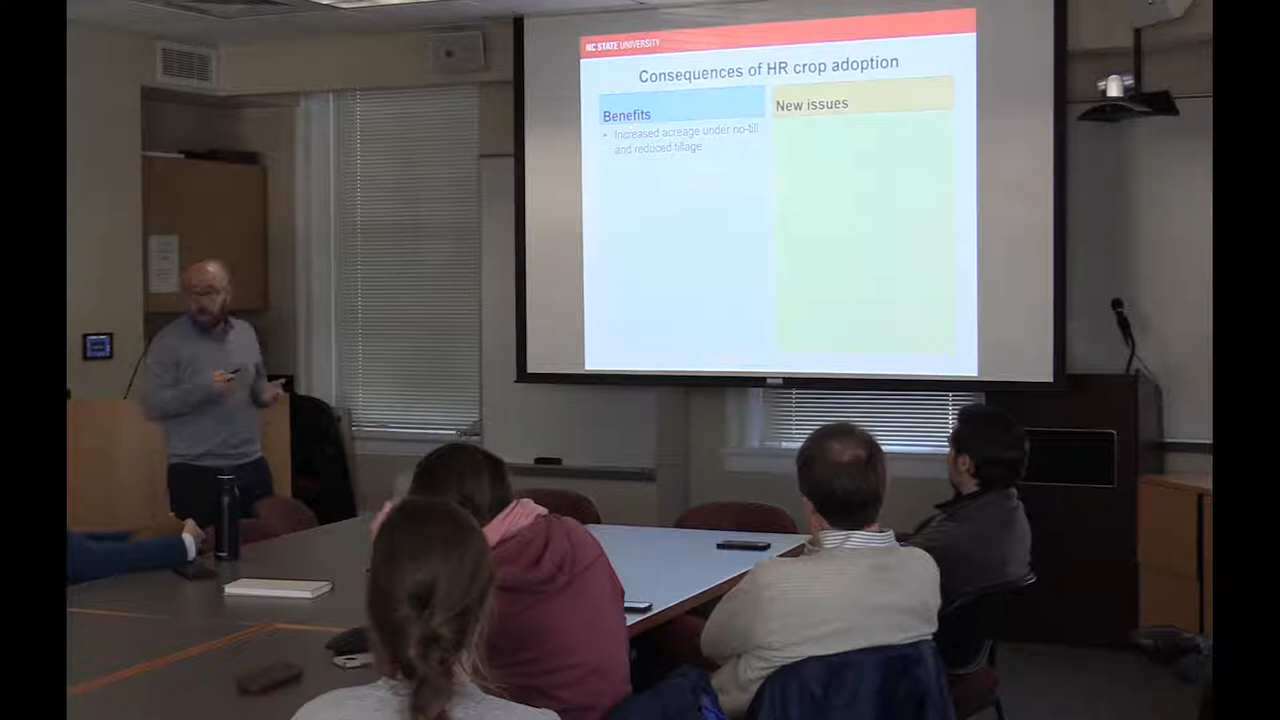 NC STATE UNIVERSITY
Consequences of HR crop adoption
Benefits
• Increased acreage under no-till
and reduced tillage
New issues